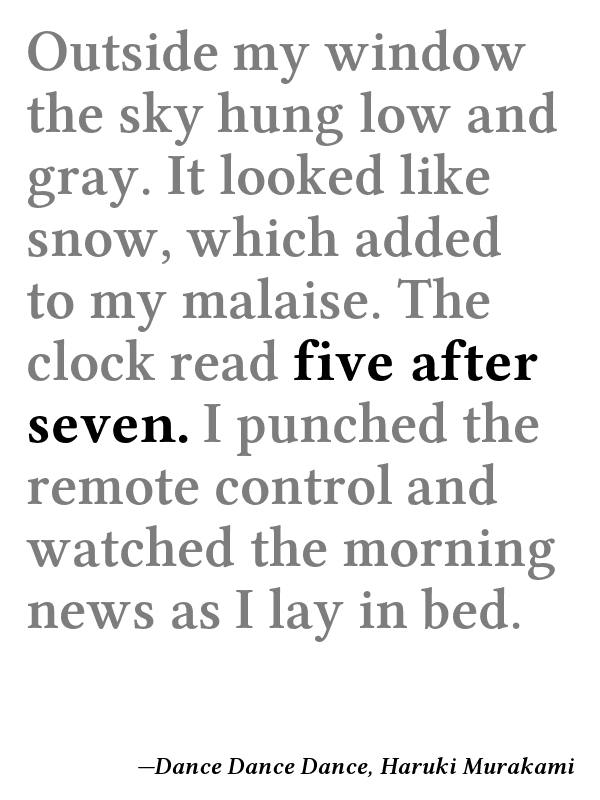 Outside my window
the sky hung low and
gray. It looked like
snow, which added
to my malaise. The
clock read five after
seven. I punched the
remote control and
watched the morning
news as I lay in bed.
—Dance Dance Dance, Haruki Murakami